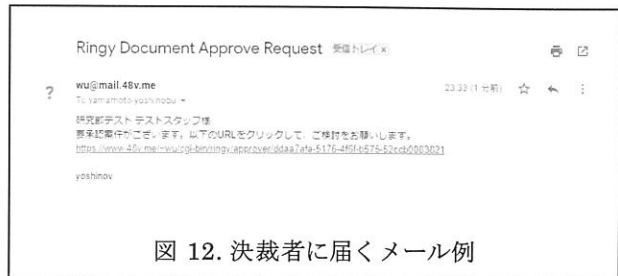 Ringy Document Approve Request 受信トレイ x
wu@mail.48v.me
23:33 (1 分前)
To yamamoto-yoshinobu
研究部テスト テストスタッフ様
要承認案件がございます。以下のURLをクリックして、ご検討をお願いします。
yoshinov
図 12. 決裁者に届くメール例